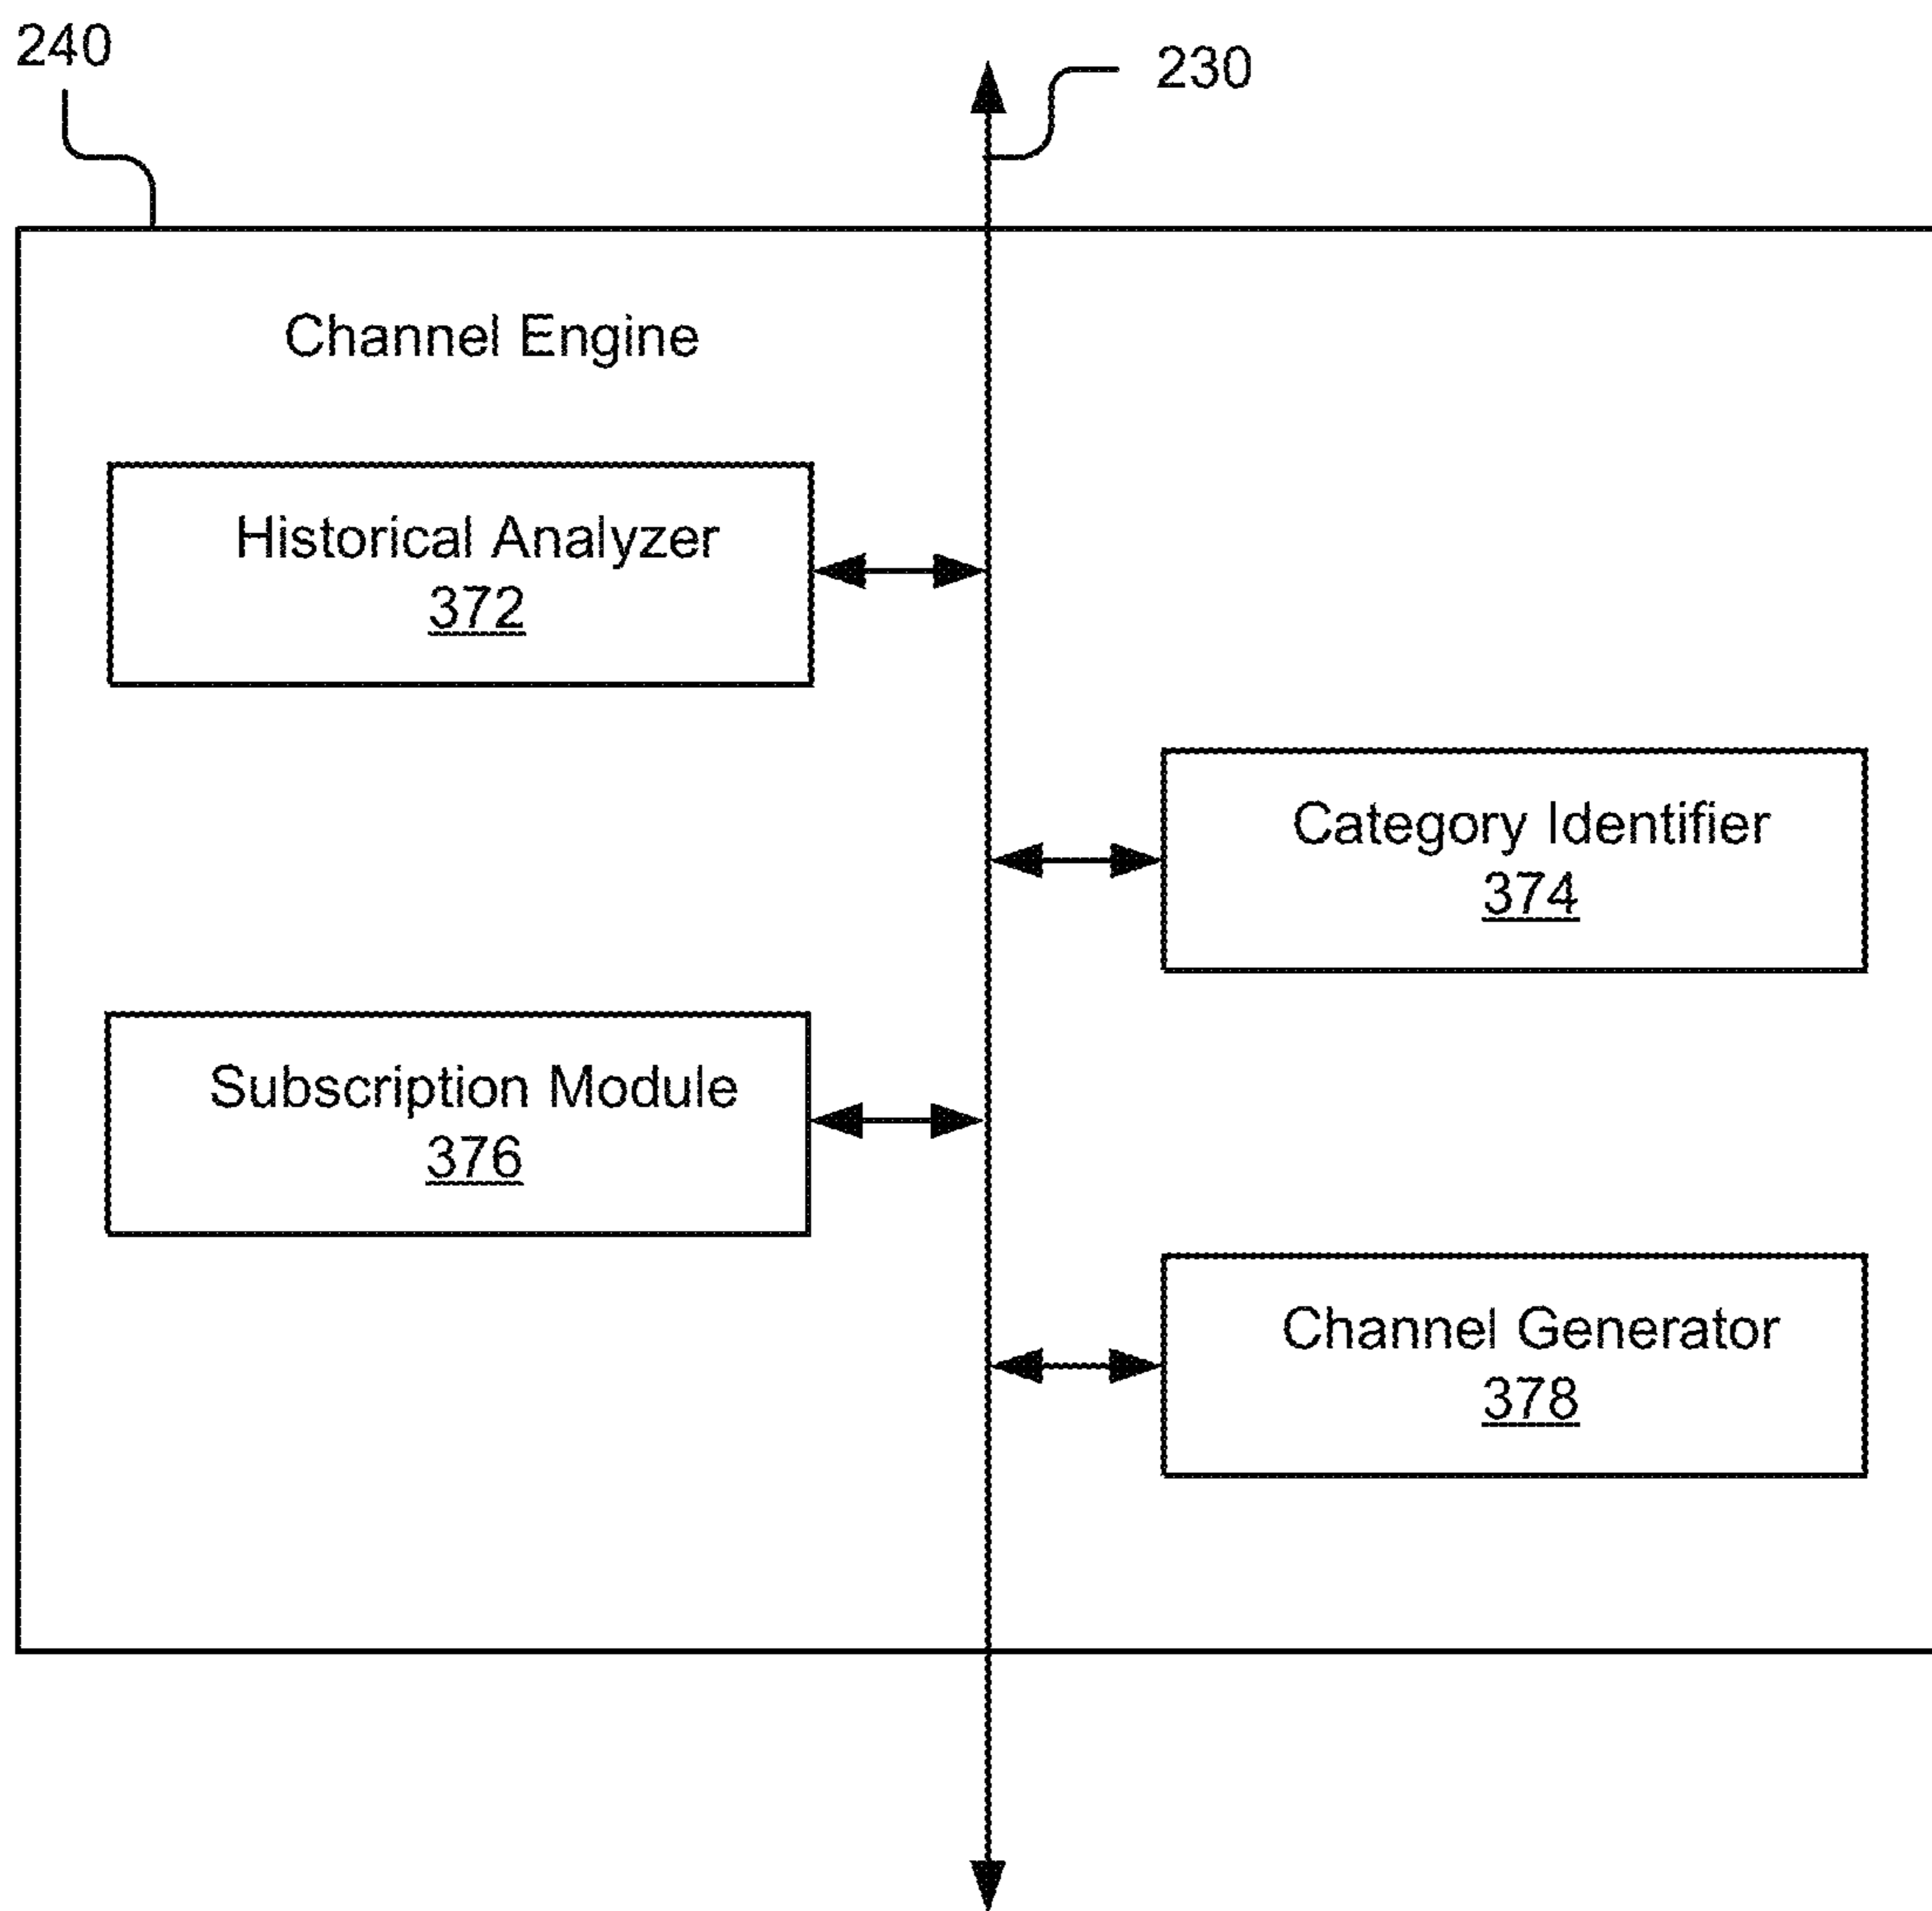 240
230
Channel Engine
Historical Analyzer
372
Category Identifier
374
Subscription Module
376
Channel Generator
378